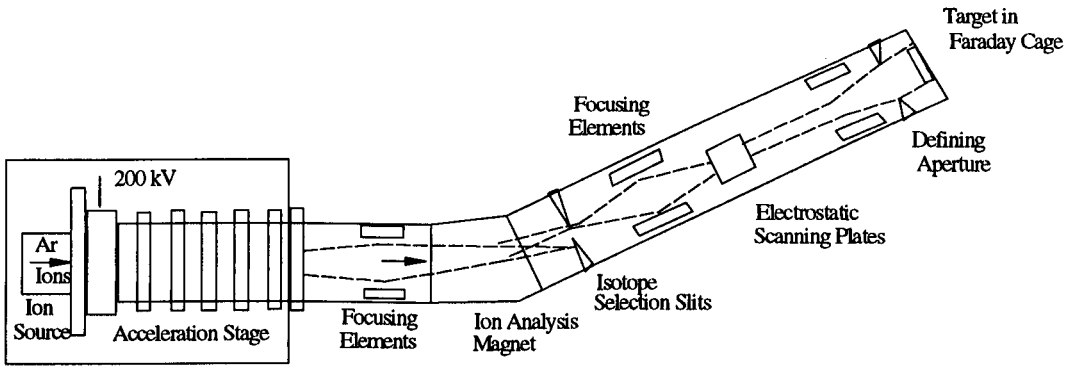 Target in
Faraday Cage
Focusing
Elements
Defining
Aperture
200 kV
Electrostatic
Scanning Plates
Ar
Ions
Isotope
Selection Slits
Ion
Source
Acceleration Stage
Focusing
Elements
Ion Analysis
Magnet